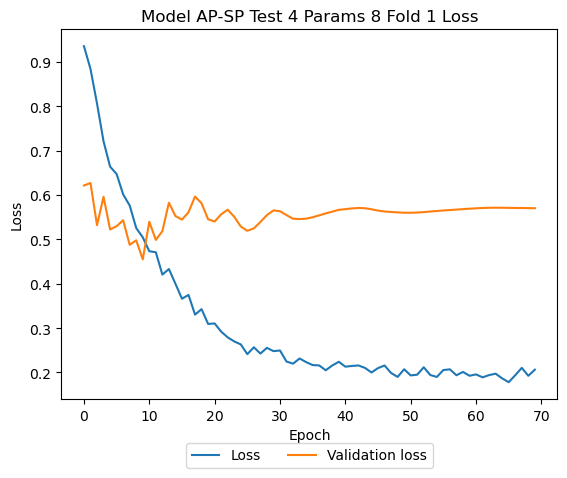 Model AP-SP Test 4 Params 8 Fold 1 Loss
0.9
0.8
0.7
0.6
0.5
0.4
0.3
0.2
Loss
0 10 20 30 40 50 60 70
Epoch
Loss Validation loss